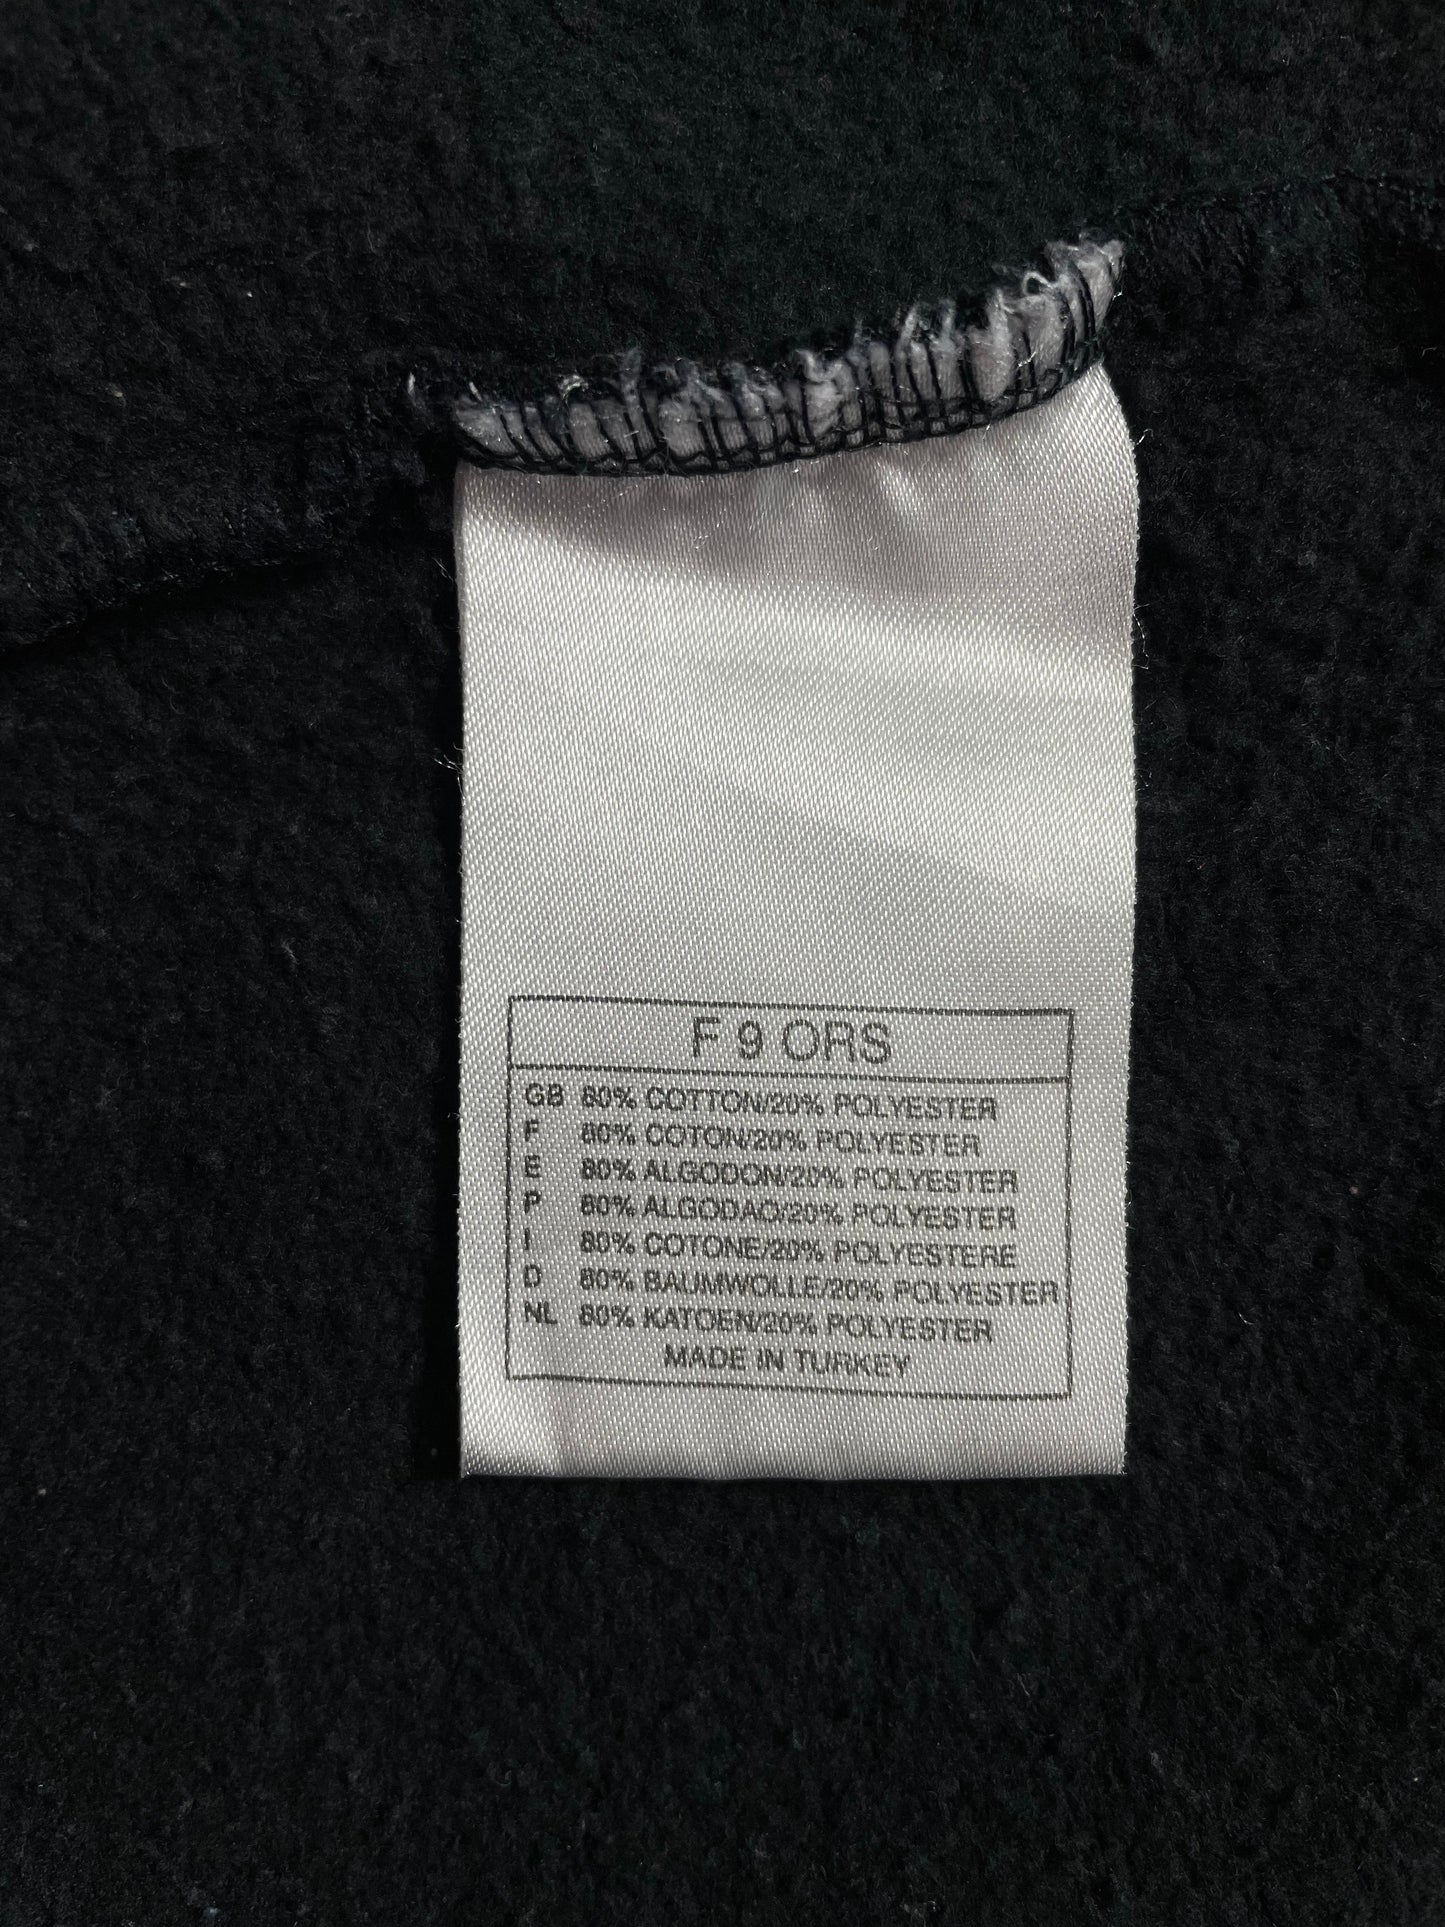 F 9 ORS
GB 80% COTTON/20% POLYESTER
F 80% COTON/20% POLYESTER
E 80% ALGODON/20% POLYESTER
P 80% ALGODAO/20% POLYESTER
I 80% COTONE/20% POLYESTERE
D 80% BAUMWOLLE/20% POLYESTER
NL 80% KATOEN/20% POLYESTER
MADE IN TURKEY